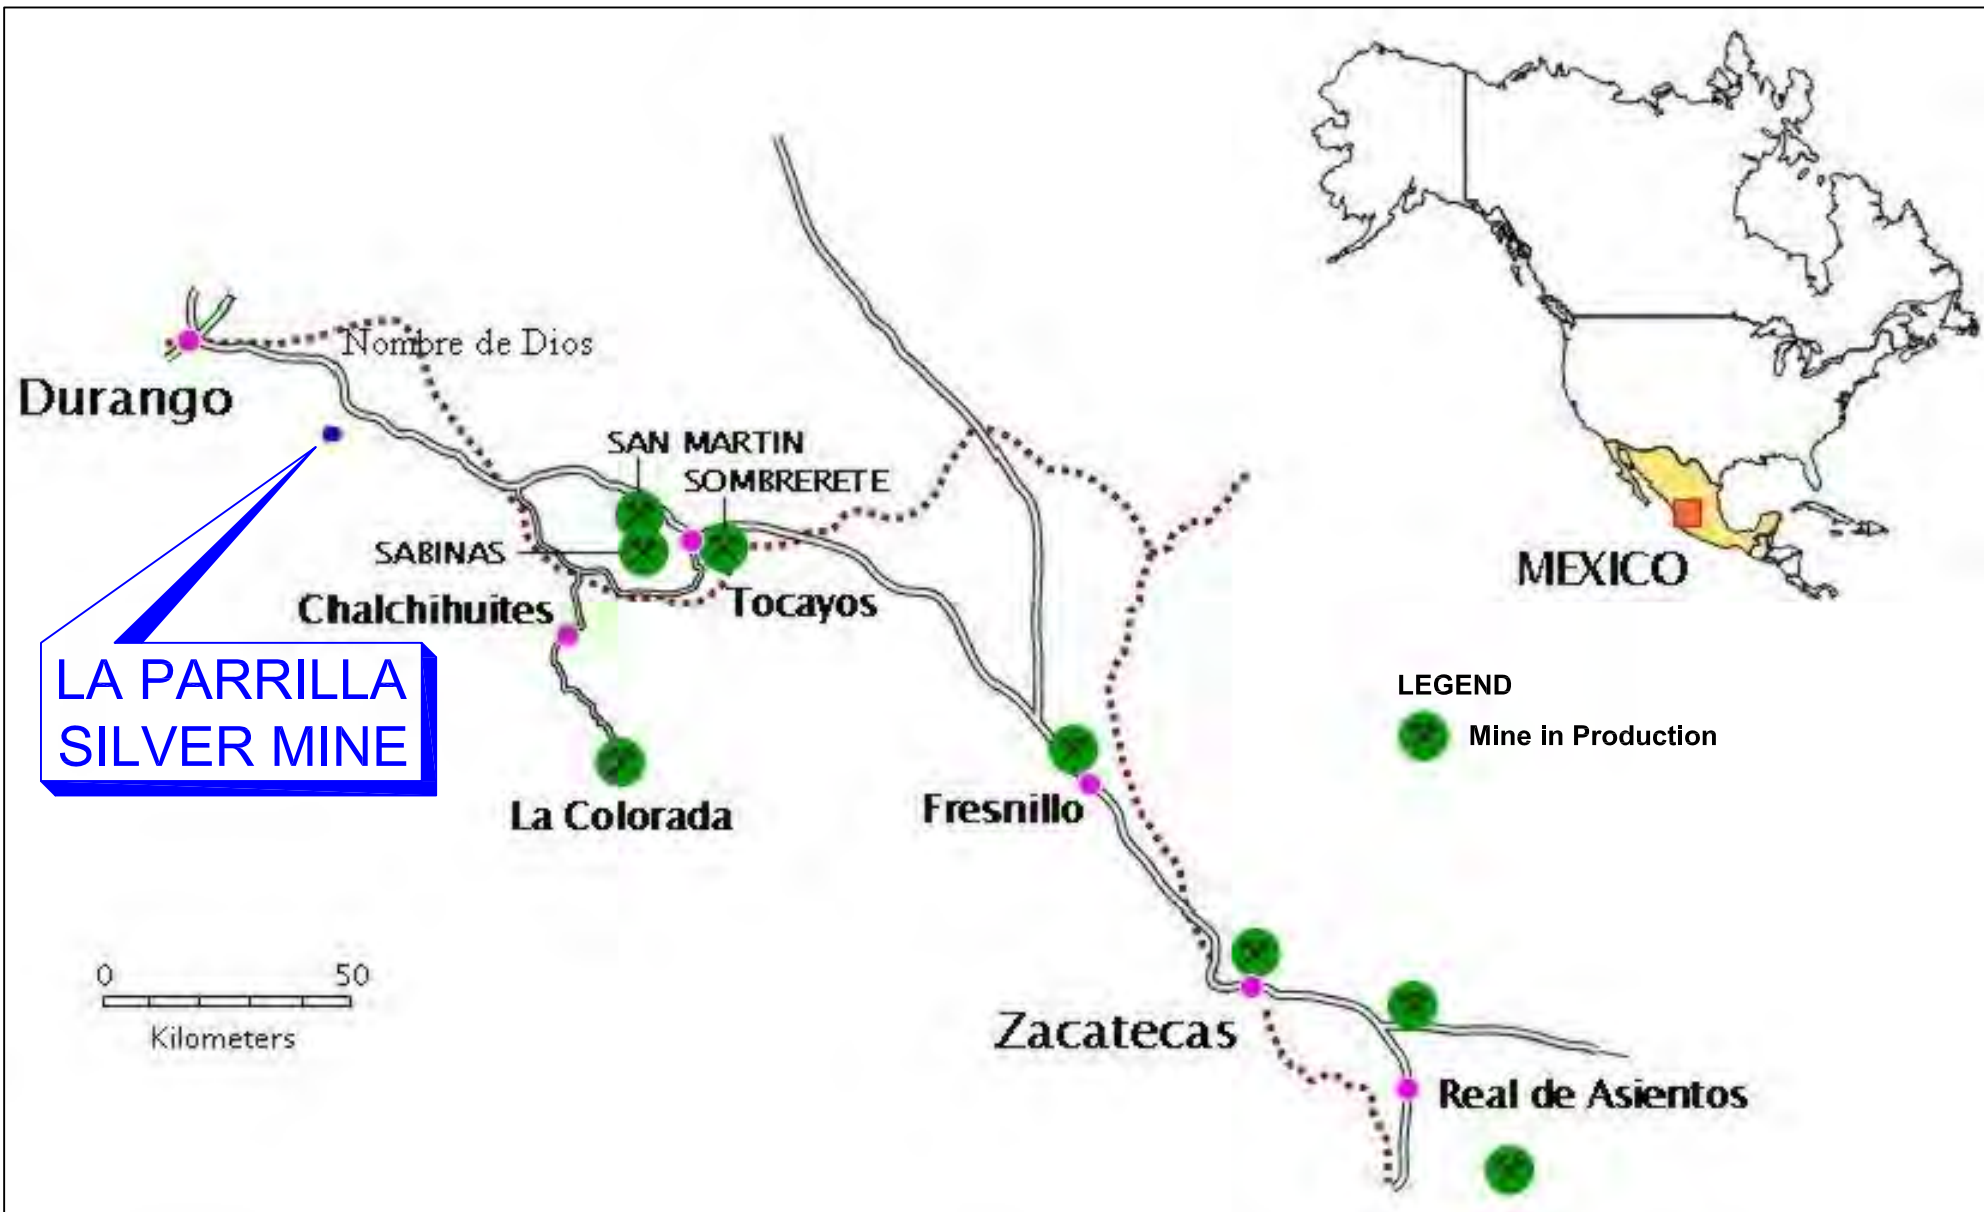 Nombre de Dios
Durango
SAN MARTIN
SOMBRERETE
SABINAS
MEXICO
Chalchihuites
Tocayos
LA PARRILLA
SILVER MINE
LEGEND
Mine in Production
La Colorada
Fresnillo
0 50
Kilometers
Zacatecas
Real de Asientos